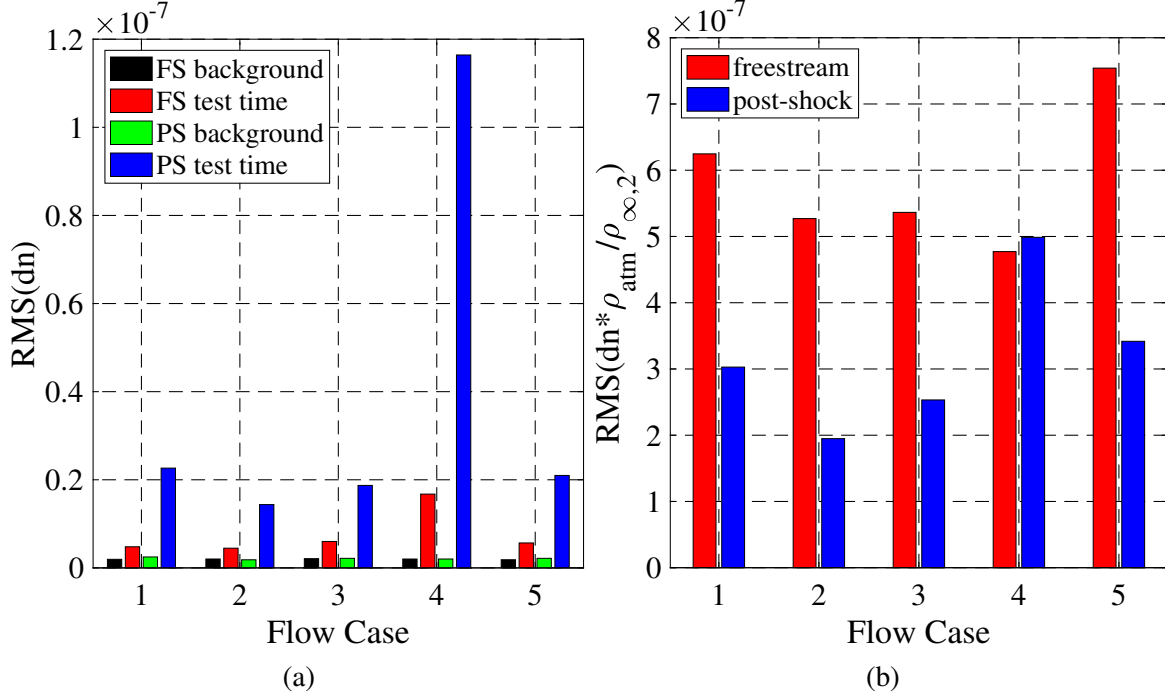 ×10-7
1.2
1
0.8
0.6
0.4
0.2
0
RMS(dn)
FS background
FS test time
PS background
PS test time
1 2 3 4 5
Flow Case
(a)
×10-7
8
7
6
5
4
3
2
1
0
RMS(dn*ρatm/ρ∞,2)
freestream
post-shock
1 2 3 4 5
Flow Case
(b)